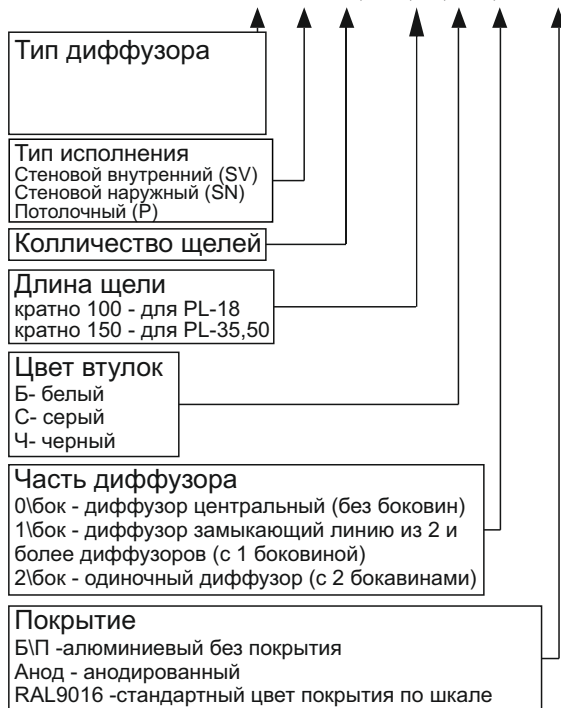 Тип диффузора
Тип исполнения
Стеновой внутренний (SV)
Стеновой наружный (SN)
Потолочный (P)
Колличество щелей
Длина щели
кратно 100 - для PL-18
кратно 150 - для PL-35,50
Цвет втулок
Б- белый
С- серый
Ч- черный
Часть диффузора
0\бок - диффузор центральный (без боковин)
1\бок - диффузор замыкающий линию из 2 и
более диффузоров (с 1 боковиной)
2\бок - одиночный диффузор (с 2 бокавинами)
Покрытие
Б\П -алюминиевый без покрытия
Анод - анодированный
RAL9016 -стандартный цвет покрытия по шкале